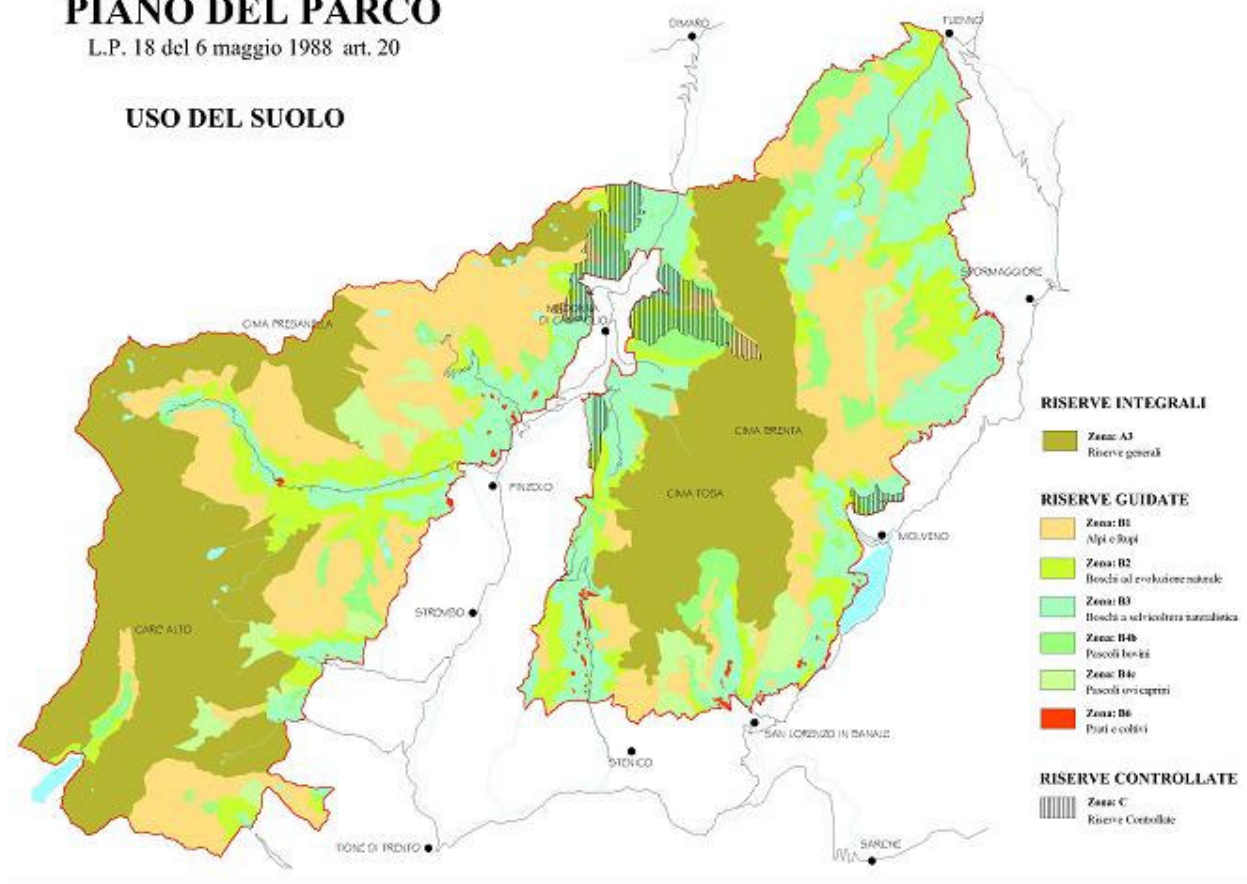 PIANO DEL PARCO
L.P. 18 del 6 maggio 1988 art. 20
USO DEL SUOLO
DIMARO
TUENNO
SPORMAGGIORE
MADONNA
DI CAMPIGLIO
CIMA PRESANELLA
CIMA BRENTA
CIMA TOSA
PINZOLO
MOLVENO
STREMBO
CARE' ALTO
SAN LORENZO IN BANALE
STENICO
TIONE DI TRENTO
SARCHE
RISERVE INTEGRALI
Zona: A3
Riserve generali
RISERVE GUIDATE
Zona: B1
Alpi e Rupi
Zona: B2
Boschi ad evoluzione naturale
Zona: B3
Boschi a selvicoltura naturalistica
Zona: B4b
Pascoli bovini
Zona: B4c
Pascoli ovi caprini
Zona: B6
Prati e coltivi
RISERVE CONTROLLATE
Zona: C
Riserve Controllate